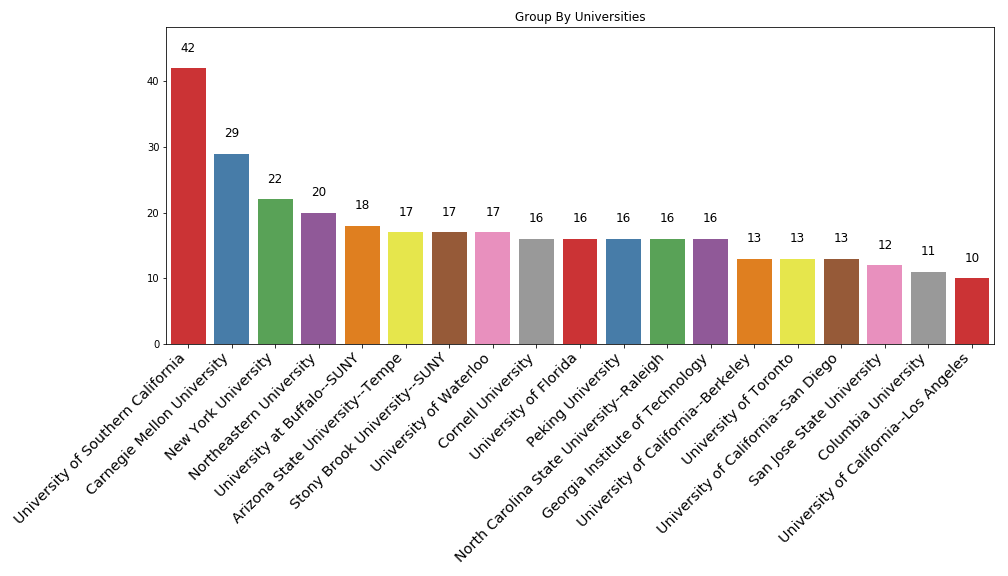 Group By Universities
42
29
22
20
18
17
17
17
16
16
16
16
16
13
13
13
12
11
10
40
30
20
10
0
University of Southern California
Carnegie Mellon University
New York University
Northeastern University
University at Buffalo--SUNY
Arizona State University--Tempe
Stony Brook University--SUNY
University of Waterloo
Cornell University
University of Florida
Peking University
North Carolina State University--Raleigh
Georgia Institute of Technology
University of California--Berkeley
University of Toronto
University of California--San Diego
San Jose State University
Columbia University
University of California--Los Angeles